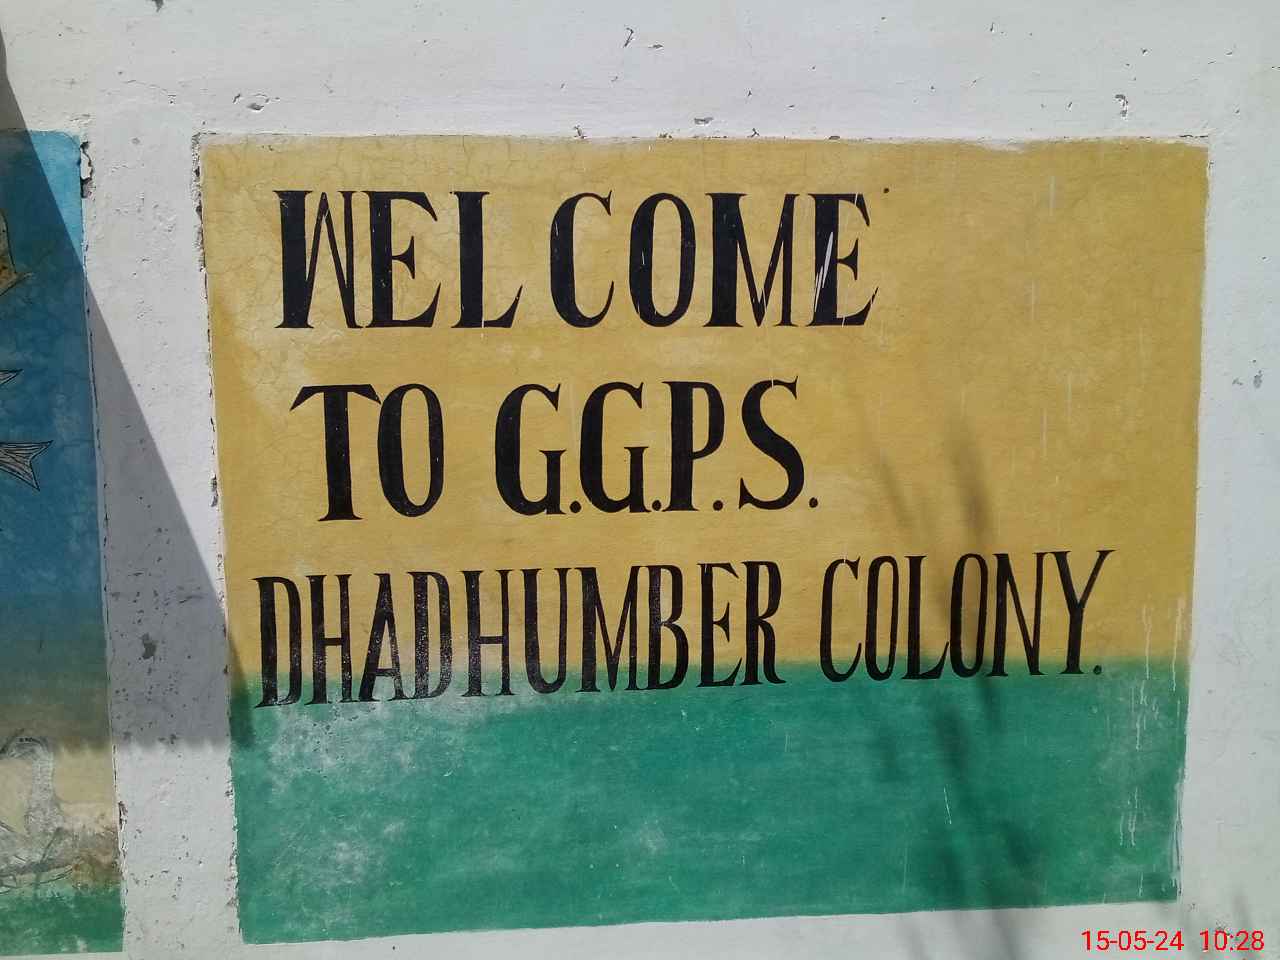 WELCOME
TO G.G.P.S.
DHADHUMBER COLONY.
15-05-24 10:28